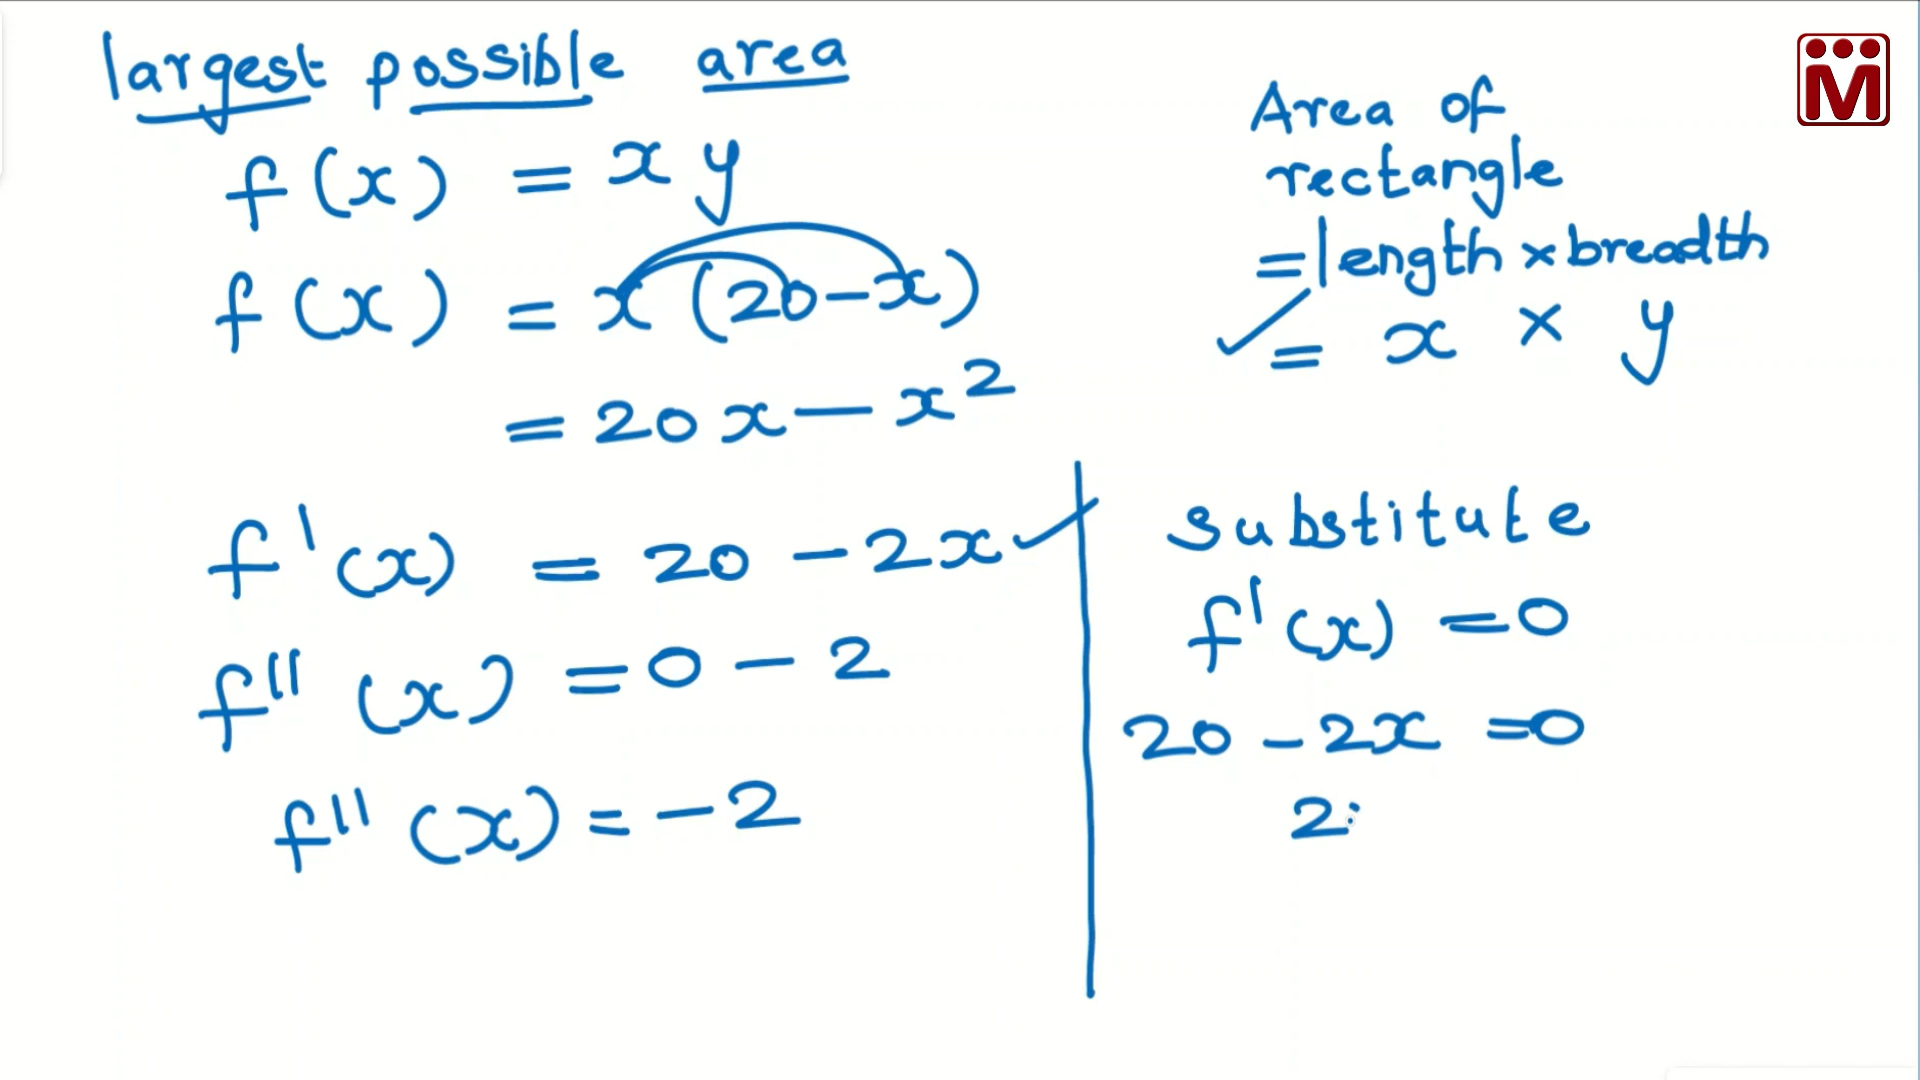 largest possible area
f(x) = xy
f(x) = x(20-x)
= 20x - x²
f'(x) = 20 - 2x ✓
f''(x) = 0 - 2
f''(x) = -2
Area of
rectangle
= length × breadth
✓ = x × y
substitute
f'(x) = 0
20 - 2x = 0
2
M